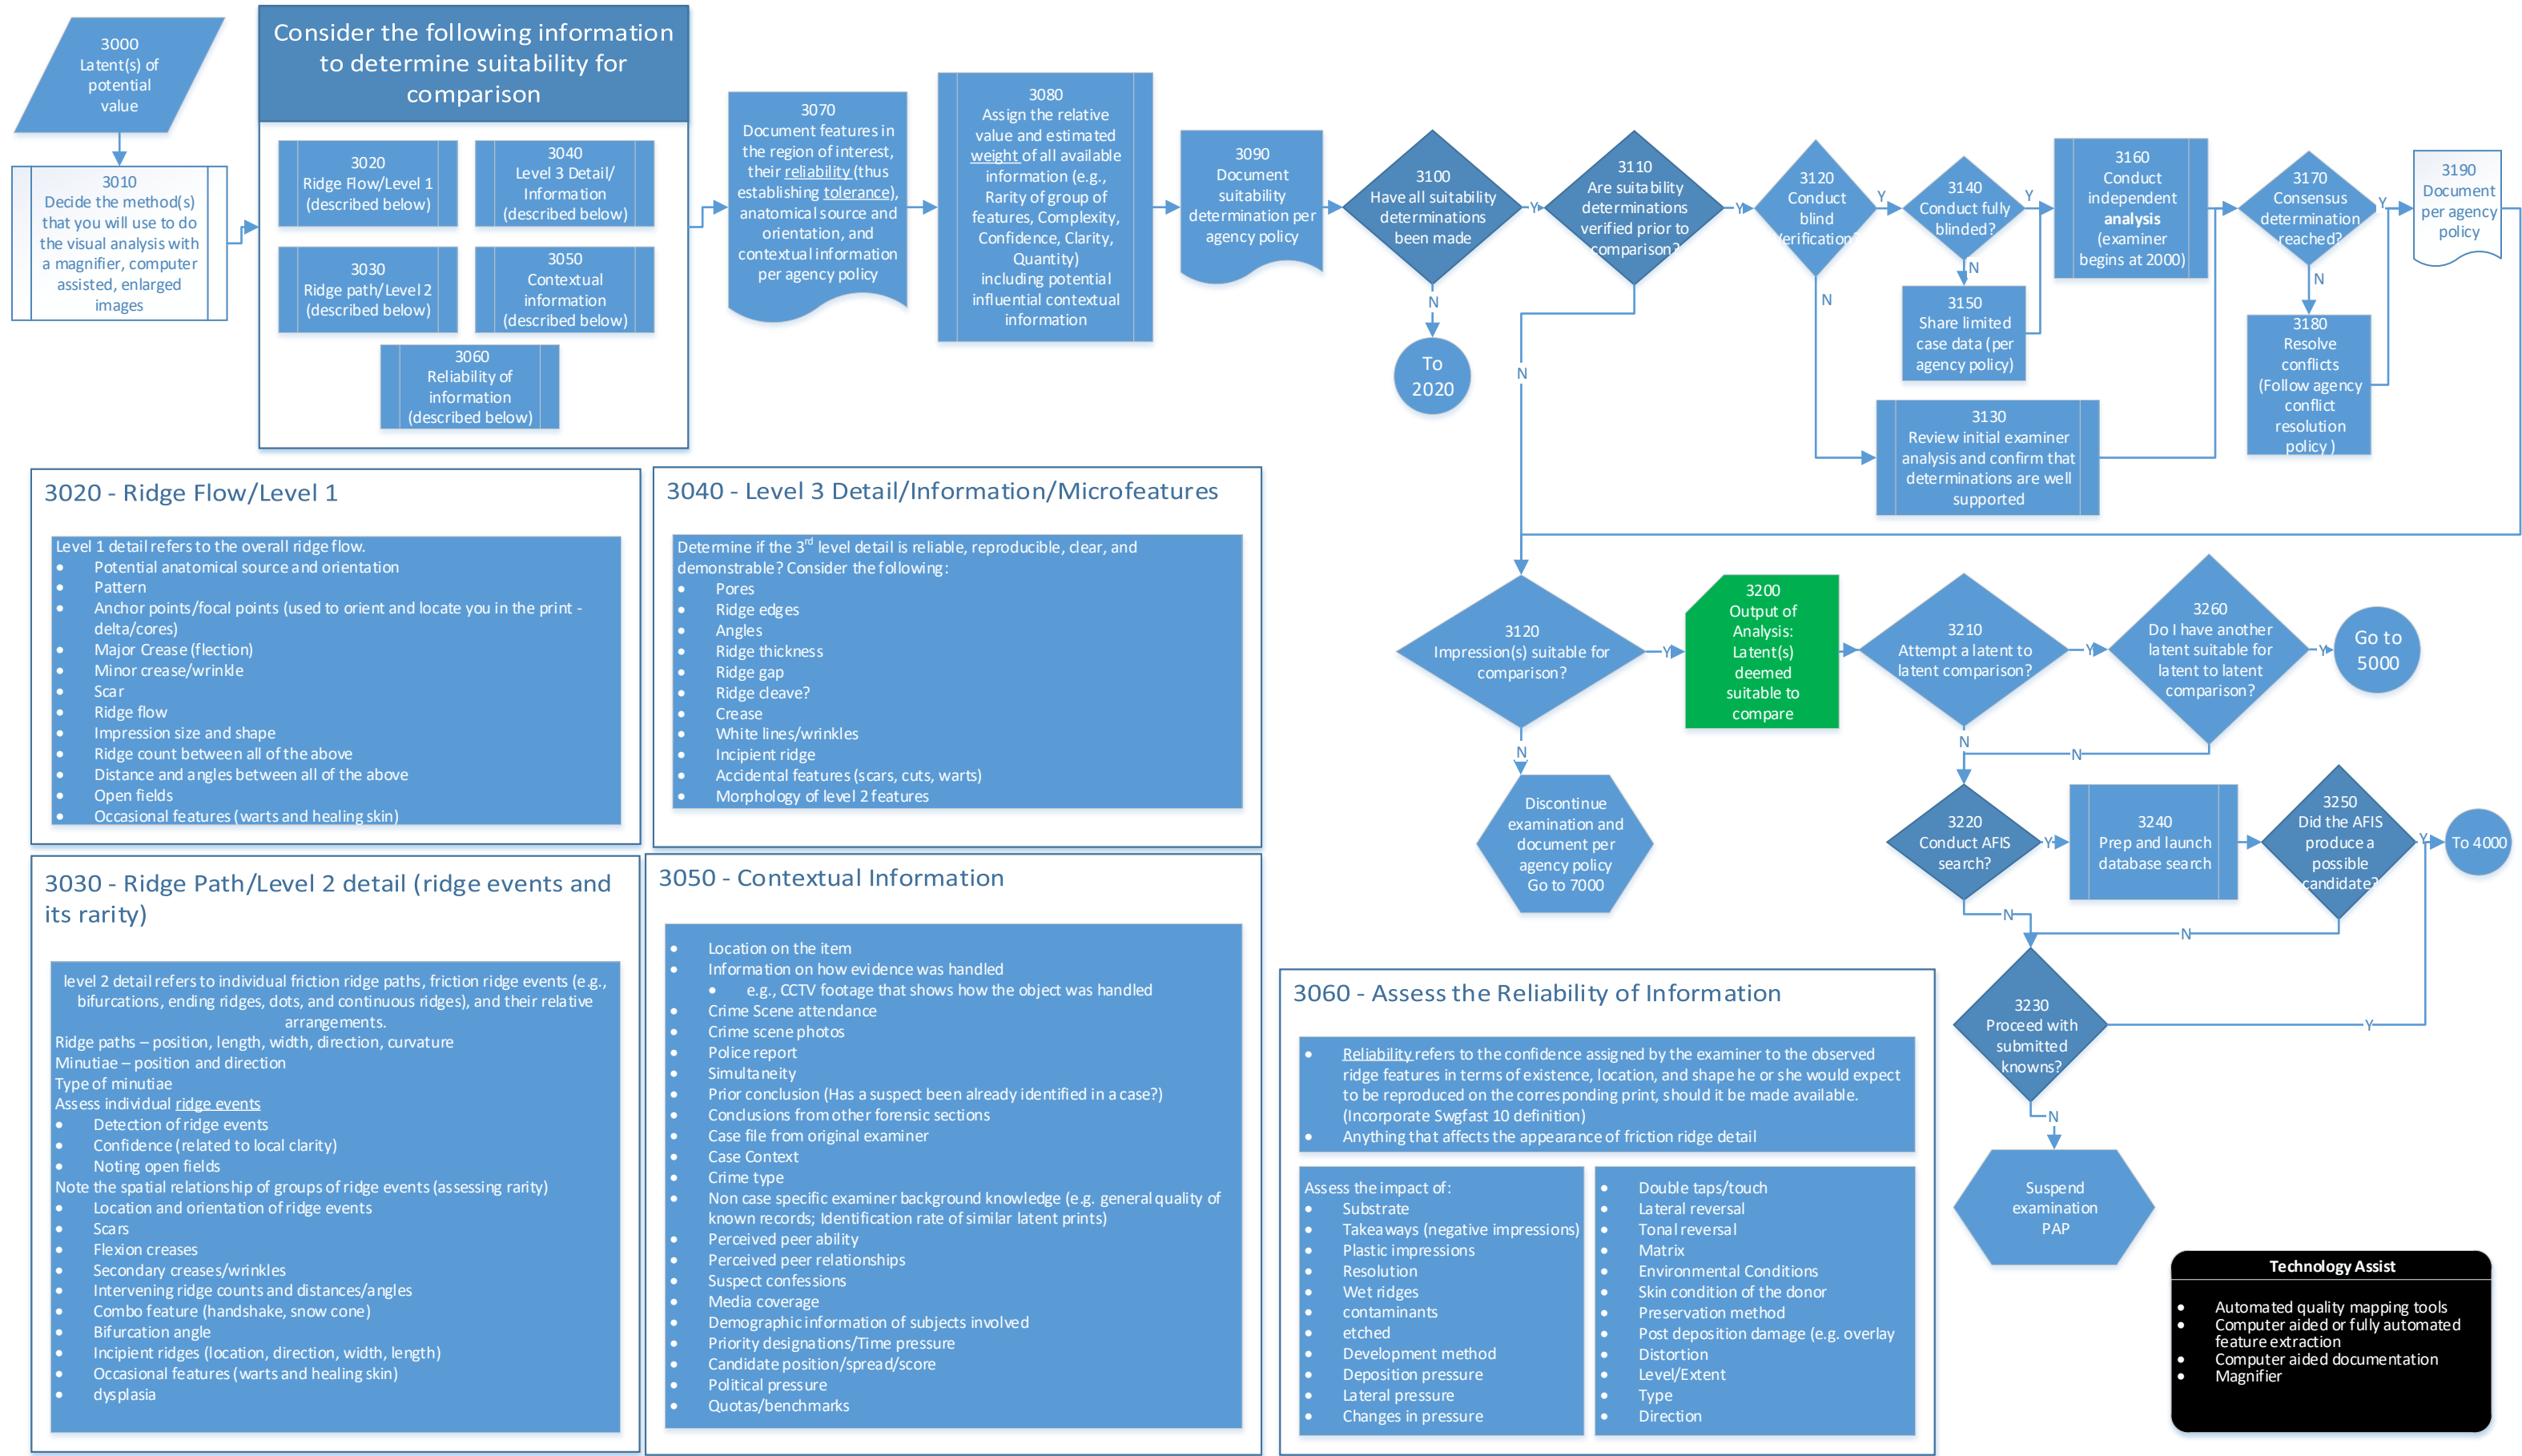 3000
Latent(s) of
potential
value
3010
Decide the method(s)
that you will use to do
the visual analysis with
a magnifier, computer
assisted, enlarged
images
Consider the following information
to determine suitability for
comparison
3020
Ridge Flow/Level 1
(described below)
3040
Level 3 Detail/
Information
(described below)
3030
Ridge path/Level 2
(described below)
3050
Contextual
information
(described below)
3060
Reliability of
information
(described below)
3070
Document features in
the region of interest,
their reliability (thus
establishing tolerance),
anatomical source and
orientation, and
contextual information
per agency policy
3080
Assign the relative
value and estimated
weight of all available
information (e.g.,
Rarity of group of
features, Complexity,
Confidence, Clarity,
Quantity)
including potential
influential contextual
information
3090
Document
suitability
determination per
agency policy
3100
Have all suitability
determinations
been made
Y
N
To
2020
3110
Are suitability
determinations
verified prior to
comparison?
Y
N
3120
Conduct
blind
verification?
Y
N
3140
Conduct fully
blinded?
Y
N
3150
Share limited
case data (per
agency policy)
3130
Review initial examiner
analysis and confirm that
determinations are well
supported
3160
Conduct
independent
analysis
(examiner
begins at 2000)
3170
Consensus
determination
reached?
Y
N
3180
Resolve
conflicts
(Follow agency
conflict
resolution
policy )
3190
Document
per agency
policy
3120
Impression(s) suitable for
comparison?
Y
N
Discontinue
examination and
document per
agency policy
Go to 7000
3200
Output of
Analysis:
Latent(s)
deemed
suitable to
compare
3210
Attempt a latent to
latent comparison?
Y
N
3260
Do I have another
latent suitable for
latent to latent
comparison?
Y
N
Go to
5000
3220
Conduct AFIS
search?
Y
N
3240
Prep and launch
database search
3250
Did the AFIS
produce a
possible
candidate?
Y
N
To 4000
3230
Proceed with
submitted
knowns?
Y
N
Suspend
examination
PAP
3020 - Ridge Flow/Level 1
Level 1 detail refers to the overall ridge flow.
• Potential anatomical source and orientation
• Pattern
• Anchor points/focal points (used to orient and locate you in the print -
delta/cores)
• Major Crease (flection)
• Minor crease/wrinkle
• Scar
• Ridge flow
• Impression size and shape
• Ridge count between all of the above
• Distance and angles between all of the above
• Open fields
• Occasional features (warts and healing skin)
3040 - Level 3 Detail/Information/Microfeatures
Determine if the 3rd level detail is reliable, reproducible, clear, and
demonstrable? Consider the following:
• Pores
• Ridge edges
• Angles
• Ridge thickness
• Ridge gap
• Ridge cleave?
• Crease
• White lines/wrinkles
• Incipient ridge
• Accidental features (scars, cuts, warts)
• Morphology of level 2 features
3030 - Ridge Path/Level 2 detail (ridge events and
its rarity)
level 2 detail refers to individual friction ridge paths, friction ridge events (e.g.,
bifurcations, ending ridges, dots, and continuous ridges), and their relative
arrangements.
Ridge paths – position, length, width, direction, curvature
Minutiae – position and direction
Type of minutiae
Assess individual ridge events
• Detection of ridge events
• Confidence (related to local clarity)
• Noting open fields
Note the spatial relationship of groups of ridge events (assessing rarity)
• Location and orientation of ridge events
• Scars
• Flexion creases
• Secondary creases/wrinkles
• Intervening ridge counts and distances/angles
• Combo feature (handshake, snow cone)
• Bifurcation angle
• Incipient ridges (location, direction, width, length)
• Occasional features (warts and healing skin)
• dysplasia
3050 - Contextual Information
• Location on the item
• Information on how evidence was handled
• e.g., CCTV footage that shows how the object was handled
• Crime Scene attendance
• Crime scene photos
• Police report
• Simultaneity
• Prior conclusion (Has a suspect been already identified in a case?)
• Conclusions from other forensic sections
• Case file from original examiner
• Case Context
• Crime type
• Non case specific examiner background knowledge (e.g. general quality of
known records; Identification rate of similar latent prints)
• Perceived peer ability
• Perceived peer relationships
• Suspect confessions
• Media coverage
• Demographic information of subjects involved
• Priority designations/Time pressure
• Candidate position/spread/score
• Political pressure
• Quotas/benchmarks
3060 - Assess the Reliability of Information
• Reliability refers to the confidence assigned by the examiner to the observed
ridge features in terms of existence, location, and shape he or she would expect
to be reproduced on the corresponding print, should it be made available.
(Incorporate Swgfast 10 definition)
• Anything that affects the appearance of friction ridge detail
Assess the impact of:
• Substrate
• Takeaways (negative impressions)
• Plastic impressions
• Resolution
• Wet ridges
• contaminants
• etched
• Development method
• Deposition pressure
• Lateral pressure
• Changes in pressure
• Double taps/touch
• Lateral reversal
• Tonal reversal
• Matrix
• Environmental Conditions
• Skin condition of the donor
• Preservation method
• Post deposition damage (e.g. overlay
• Distortion
• Level/Extent
• Type
• Direction
Technology Assist
• Automated quality mapping tools
• Computer aided or fully automated
feature extraction
• Computer aided documentation
• Magnifier